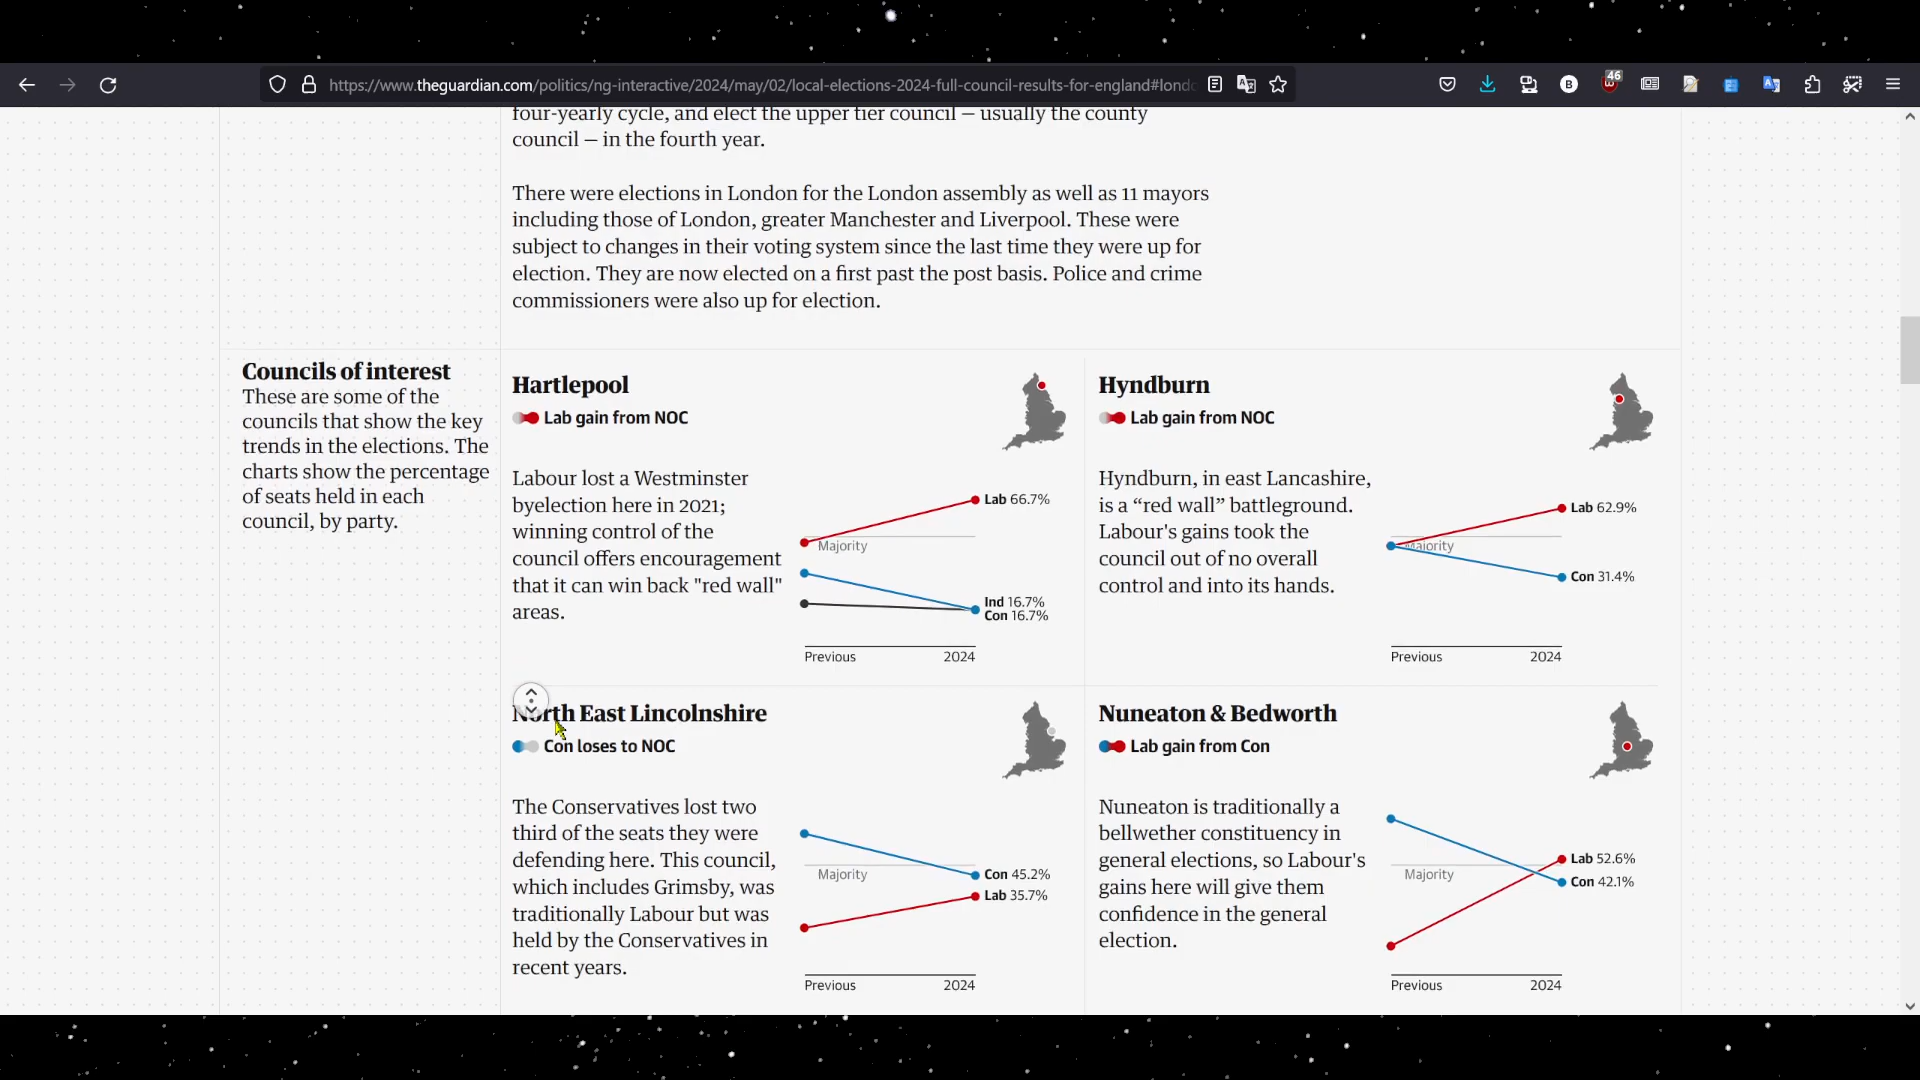 https://www.theguardian.com/politics/ng-interactive/2024/may/02/local-elections-2024-full-council-results-for-england#londo
46
four-yearly cycle, and elect the upper tier council — usually the county
council — in the fourth year.
There were elections in London for the London assembly as well as 11 mayors
including those of London, greater Manchester and Liverpool. These were
subject to changes in their voting system since the last time they were up for
election. They are now elected on a first past the post basis. Police and crime
commissioners were also up for election.
Councils of interest
These are some of the
councils that show the key
trends in the elections. The
charts show the percentage
of seats held in each
council, by party.
Hartlepool
Lab gain from NOC
Labour lost a Westminster
byelection here in 2021;
winning control of the
council offers encouragement
that it can win back "red wall"
areas.
Lab 66.7%
Majority
Ind 16.7%
Con 16.7%
Previous 2024
Hyndburn
Lab gain from NOC
Hyndburn, in east Lancashire,
is a “red wall” battleground.
Labour's gains took the
council out of no overall
control and into its hands.
Lab 62.9%
Majority
Con 31.4%
Previous 2024
North East Lincolnshire
Con loses to NOC
The Conservatives lost two
third of the seats they were
defending here. This council,
which includes Grimsby, was
traditionally Labour but was
held by the Conservatives in
recent years.
Majority
Con 45.2%
Lab 35.7%
Previous 2024
Nuneaton & Bedworth
Lab gain from Con
Nuneaton is traditionally a
bellwether constituency in
general elections, so Labour's
gains here will give them
confidence in the general
election.
Lab 52.6%
Majority
Con 42.1%
Previous 2024